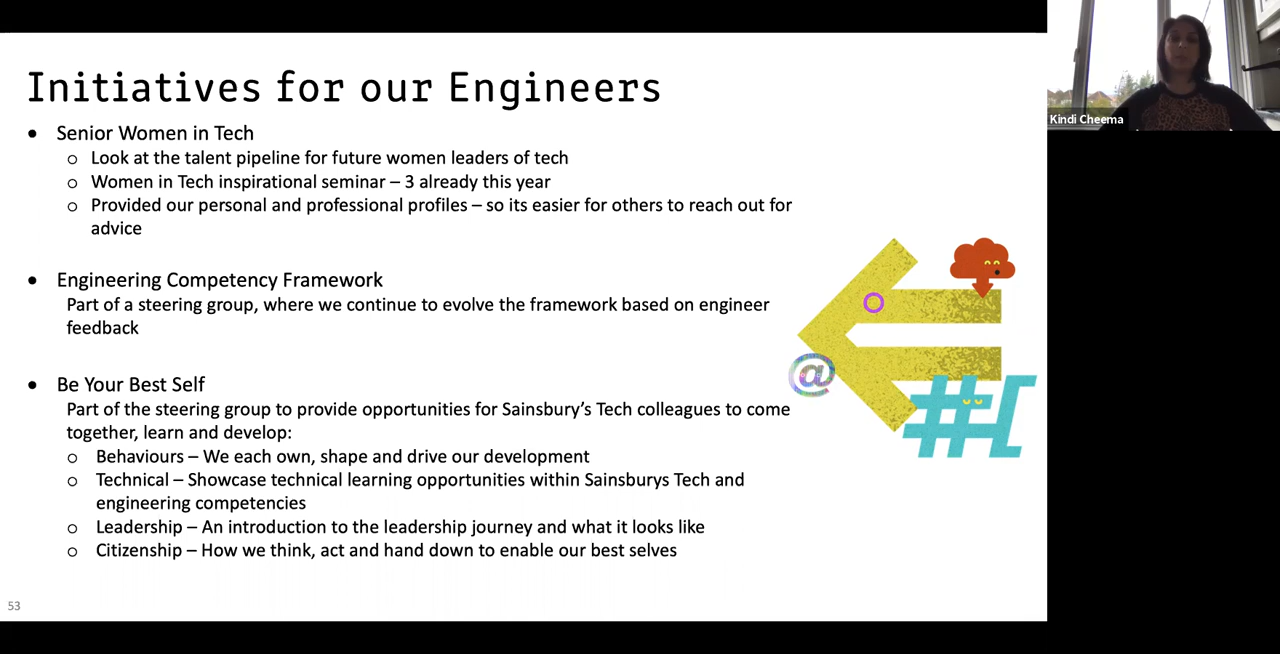 Initiatives for our Engineers
Kindi Cheema
• Senior Women in Tech
o Look at the talent pipeline for future women leaders of tech
o Women in Tech inspirational seminar – 3 already this year
o Provided our personal and professional profiles – so its easier for others to reach out for
advice
• Engineering Competency Framework
Part of a steering group, where we continue to evolve the framework based on engineer
feedback
• Be Your Best Self
Part of the steering group to provide opportunities for Sainsbury’s Tech colleagues to come
together, learn and develop:
o Behaviours – We each own, shape and drive our development
o Technical – Showcase technical learning opportunities within Sainsburys Tech and
engineering competencies
o Leadership – An introduction to the leadership journey and what it looks like
o Citizenship – How we think, act and hand down to enable our best selves
@
#[
53